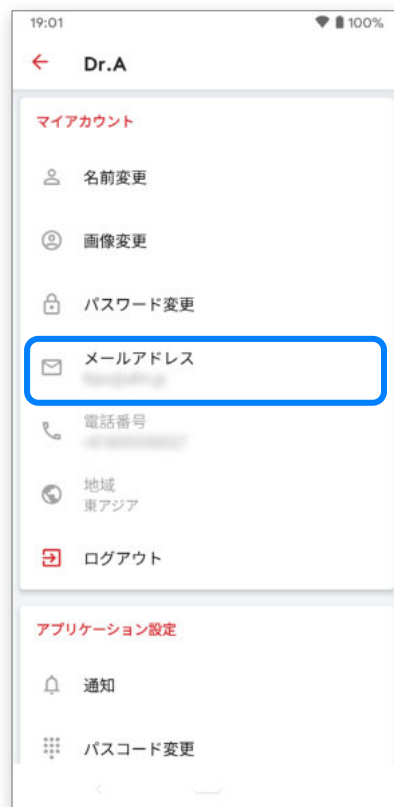 19:01 100%
Dr.A
マイアカウント
名前変更
画像変更
パスワード変更
メールアドレス
電話番号
地域
東アジア
ログアウト
アプリケーション設定
通知
パスコード変更